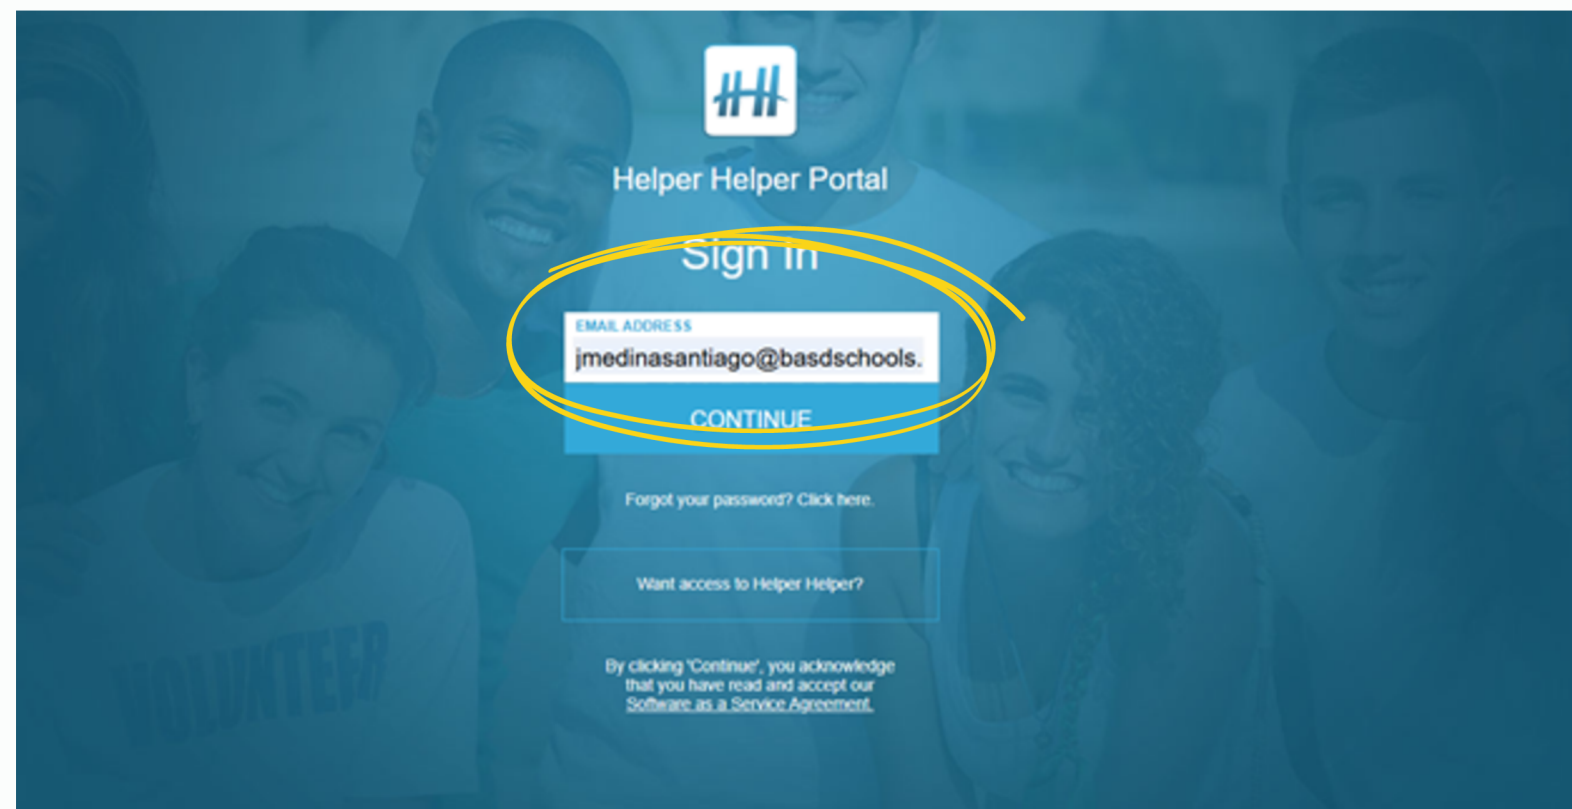 HH
Helper Helper Portal
Sign In
EMAIL ADDRESS
jmedinasantiago@basdschools.
CONTINUE
Forgot your password? Click here.
Want access to Helper Helper?
By clicking 'Continue', you acknowledge
that you have read and accept our
Software as a Service Agreement.
VOLUNTEER